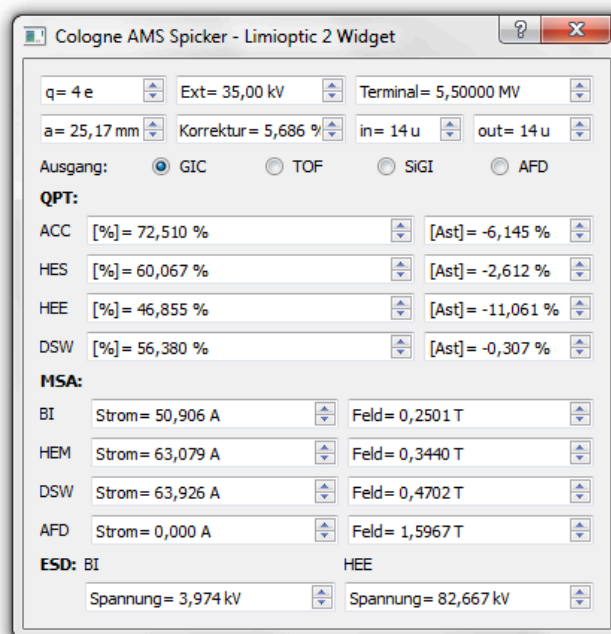 Cologne AMS Spicker - Limioptic 2 Widget
q= 4 e Ext= 35,00 kV Terminal= 5,50000 MV
a= 25,17 mm Korrektur= 5,686 % in= 14 u out= 14 u
Ausgang: GIC TOF SiGI AFD
QPT:
ACC [%]= 72,510 % [Ast]= -6,145 %
HES [%]= 60,067 % [Ast]= -2,612 %
HEE [%]= 46,855 % [Ast]= -11,061 %
DSW [%]= 56,380 % [Ast]= -0,307 %
MSA:
BI Strom= 50,906 A Feld= 0,2501 T
HEM Strom= 63,079 A Feld= 0,3440 T
DSW Strom= 63,926 A Feld= 0,4702 T
AFD Strom= 0,000 A Feld= 1,5967 T
ESD: BI HEE
Spannung= 3,974 kV Spannung= 82,667 kV